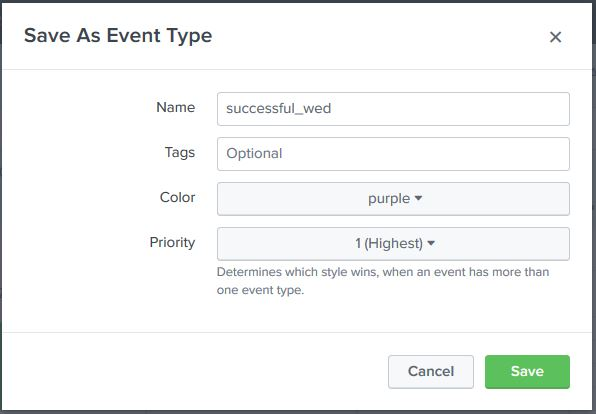 Save As Event Type
Name
successful_wed
Tags
Optional
Color
purple
Priority
1 (Highest)
Determines which style wins, when an event has more than
one event type.
Cancel
Save